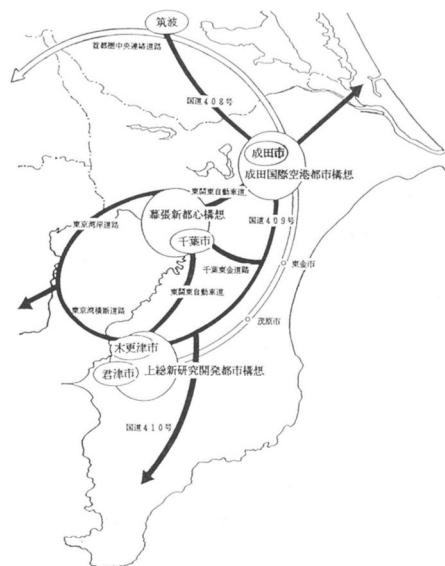 筑波
首都圏中央連絡道路
国道408号
成田市
成田国際空港都市構想
東関東自動車道
幕張新都心構想
国道409号
東京湾岸道路
千葉市
千葉東金道路
東金市
東関東自動車道
東京湾横断道路
茂原市
木更津市
君津市
上総新研究開発都市構想
国道410号